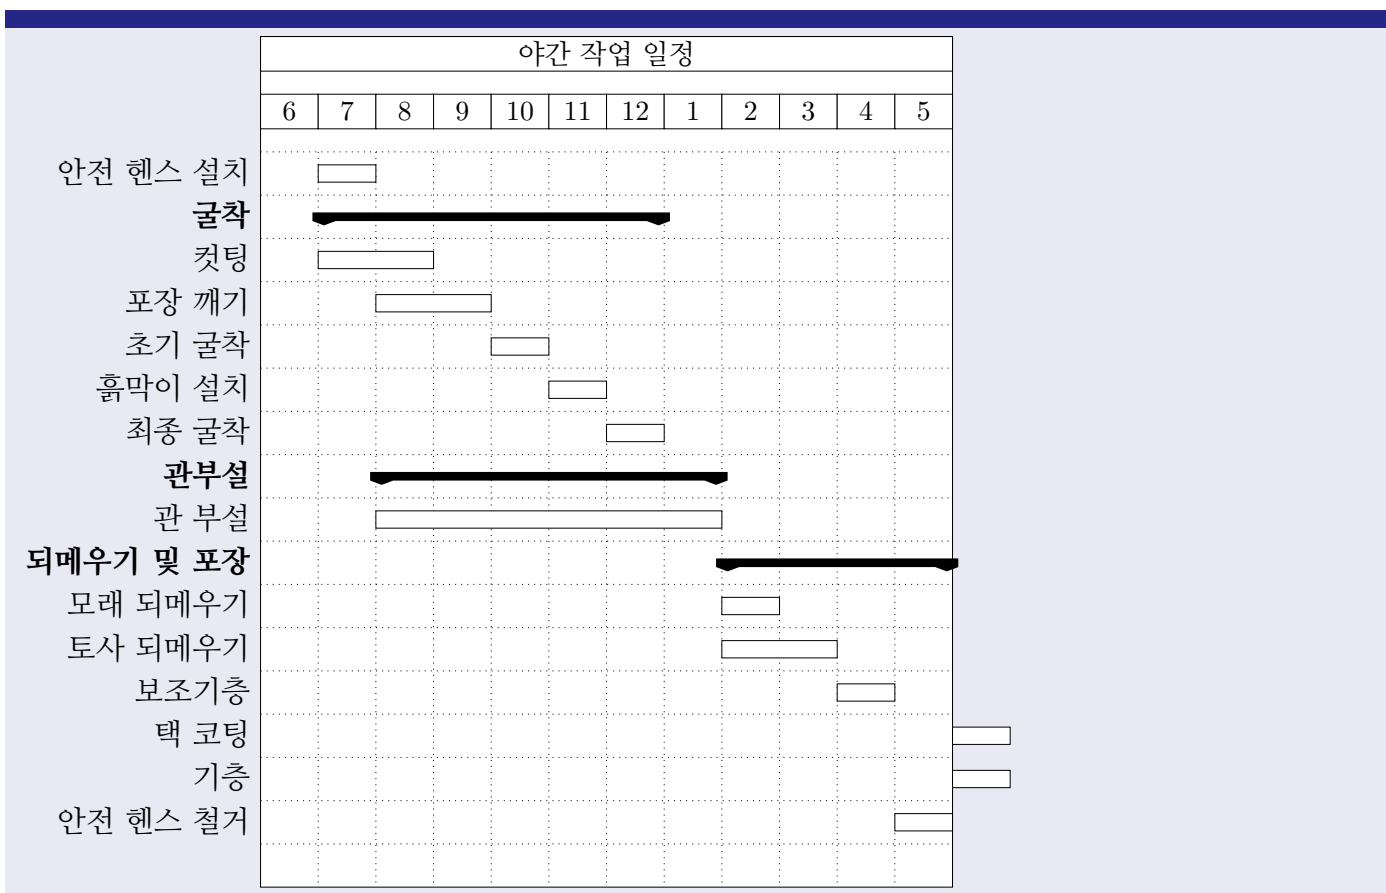 야간 작업 일정
6 7 8 9 10 11 12 1 2 3 4 5
안전 헨스 설치
굴착
컷팅
포장 깨기
초기 굴착
흙막이 설치
최종 굴착
관부설
관 부설
되메우기 및 포장
모래 되메우기
토사 되메우기
보조기층
택 코팅
기층
안전 헨스 철거